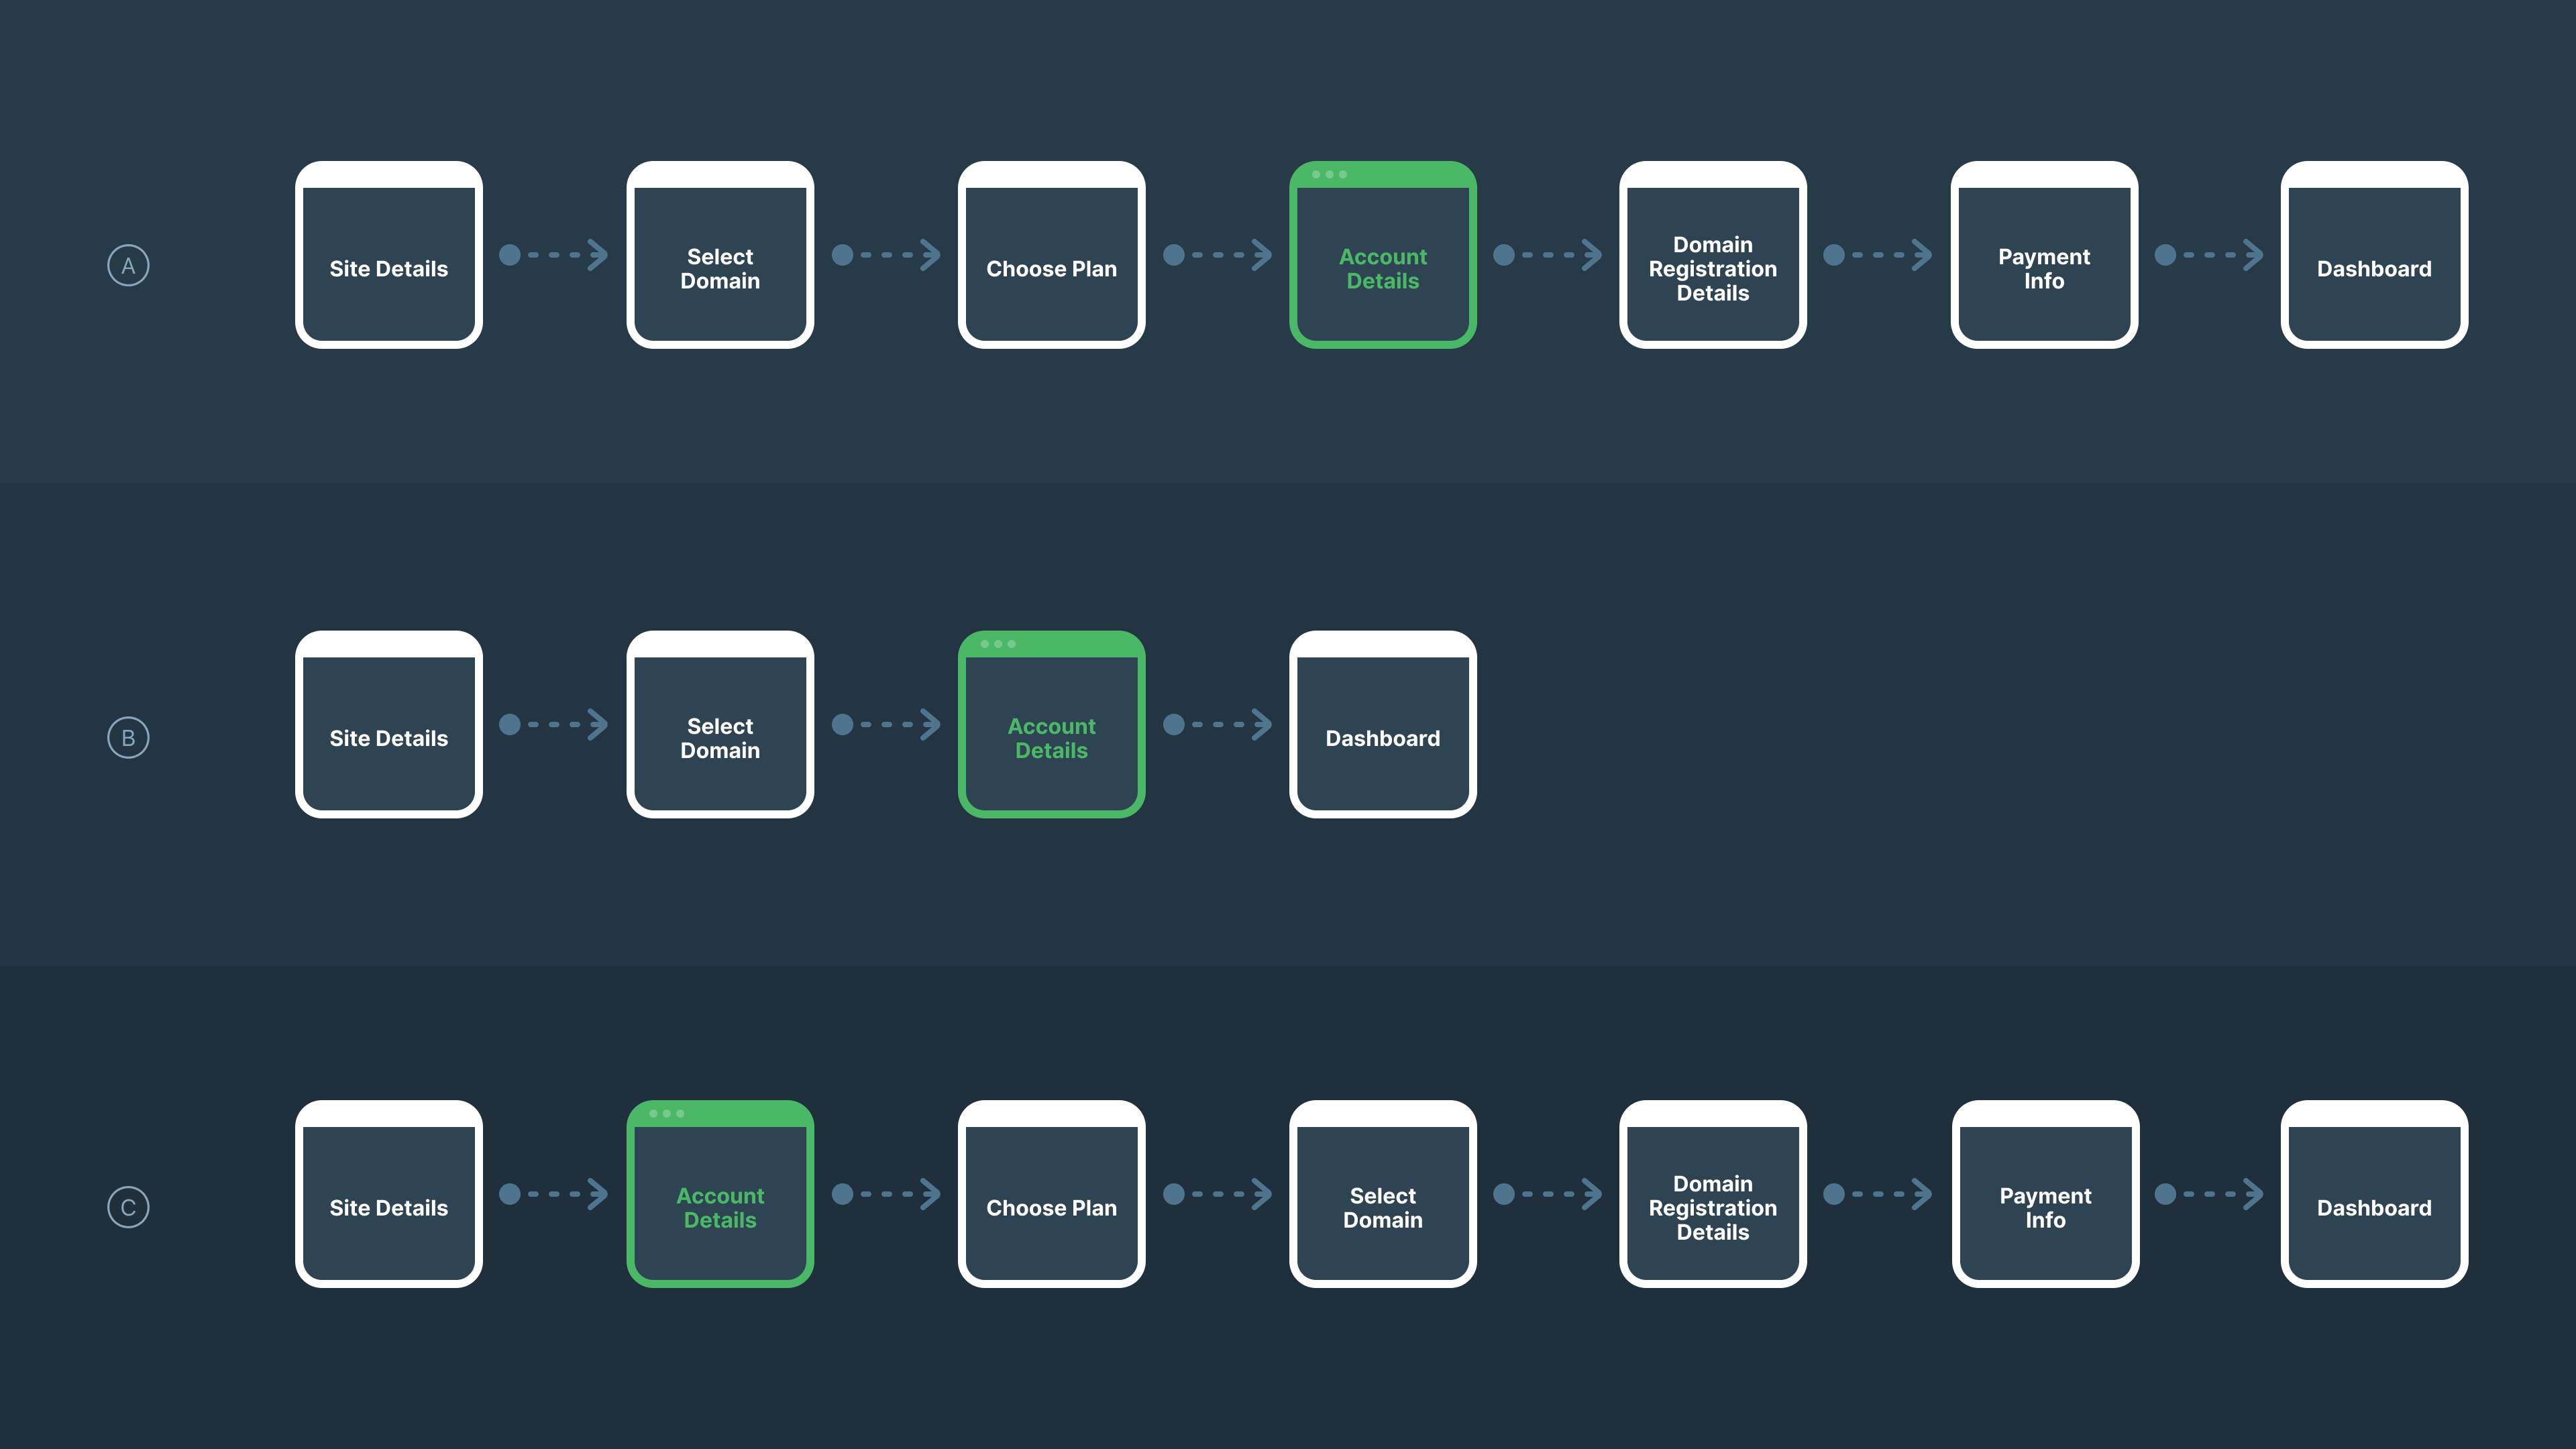 A
Site Details
Select
Domain
Choose Plan
Account
Details
Domain
Registration
Details
Payment
Info
Dashboard
B
Site Details
Select
Domain
Account
Details
Dashboard
C
Site Details
Account
Details
Choose Plan
Select
Domain
Domain
Registration
Details
Payment
Info
Dashboard